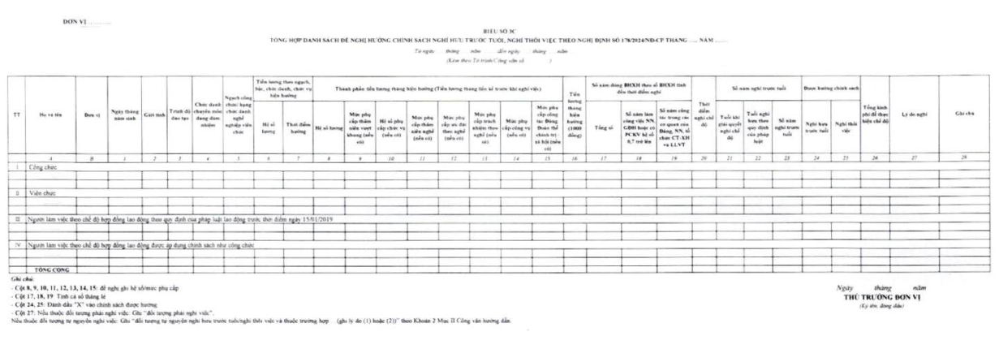 ĐƠN VỊ ............
BIỂU SỐ 3C
TỔNG HỢP DANH SÁCH ĐỀ NGHỊ HƯỞNG CHÍNH SÁCH NGHỈ HƯU TRƯỚC TUỔI, NGHỈ THÔI VIỆC THEO NGHỊ ĐỊNH SỐ 178/2024/NĐ-CP THÁNG ..... NĂM ......
Từ ngày ... tháng ... năm ... đến ngày ... tháng ... năm
(Kèm theo Tờ trình/Công văn số )
TT
Họ và tên
Đơn vị
Ngày tháng năm sinh
Giới tính
Trình độ đào tạo
Chức danh chuyên môn đang đảm nhiệm
Ngạch công chức/ hạng chức danh nghề nghiệp viên chức
Tiền lương theo ngạch, bậc, chức danh, chức vụ hiện hưởng
Hệ số lương
Thời điểm hưởng
Thành phần tiền lương tháng hiện hưởng (Tiền lương tháng liền kề trước khi nghỉ việc)
Hệ số lương
Mức phụ cấp thâm niên vượt khung (nếu có)
Hệ số phụ cấp chức vụ (nếu có)
Mức phụ cấp thâm niên nghề (nếu có)
Mức phụ cấp ưu đãi theo nghề (nếu có)
Mức phụ cấp trách nhiệm theo nghề (nếu có)
Mức phụ cấp công vụ (nếu có)
Mức phụ cấp công tác Đảng, Đoàn thể chính trị - xã hội (nếu có)
Tiền lương tháng hiện hưởng (1000 đồng)
Số năm đóng BHXH theo sổ BHXH tính đến thời điểm nghỉ
Tổng số
Số năm làm công việc NN, GĐH hoặc có PCKV hệ số 0,7 trở lên
Số năm công tác trong các cơ quan của Đảng, NN, tổ chức CT-XH và LLVT
Thời điểm nghỉ chế độ
Số năm nghỉ trước tuổi
Tuổi khi giải quyết nghỉ chế độ
Tuổi nghỉ hưu theo quy định của pháp luật
Số năm nghỉ trước tuổi
Được hưởng chính sách
Nghỉ hưu trước tuổi
Nghỉ thôi việc
Tổng kinh phí để thực hiện chế độ
Lý do nghỉ
Ghi chú
A B 1 2 3 4 5 6 7 8 9 10 11 12 13 14 15 16 17 18 19 20 21 22 23 24 25 26 27 28
I Công chức
II Viên chức
III Người làm việc theo chế độ hợp đồng lao động theo quy định của pháp luật lao động trước thời điểm ngày 15/01/2019
IV Người làm việc theo chế độ hợp đồng lao động được áp dụng chính sách như công chức
TỔNG CỘNG
Ghi chú:
- Cột 8, 9, 10, 11, 12, 13, 14, 15: đề nghị ghi hệ số/mức phụ cấp
- Cột 17, 18, 19: Tính cả số tháng lẻ
- Cột 24, 25: Đánh dấu "X" vào chính sách được hưởng
- Cột 27: Nếu thuộc đối tượng phải nghỉ việc: Ghi "đối tượng phải nghỉ việc".
Nếu thuộc đối tượng tự nguyện nghỉ việc: Ghi "đối tượng tự nguyện nghỉ hưu trước tuổi/nghỉ thôi việc và thuộc trường hợp ... (ghi lý do (1) hoặc (2))" theo Khoản 2 Mục II Công văn hướng dẫn.
Ngày tháng năm
THỦ TRƯỞNG ĐƠN VỊ
(Ký tên, đóng dấu)